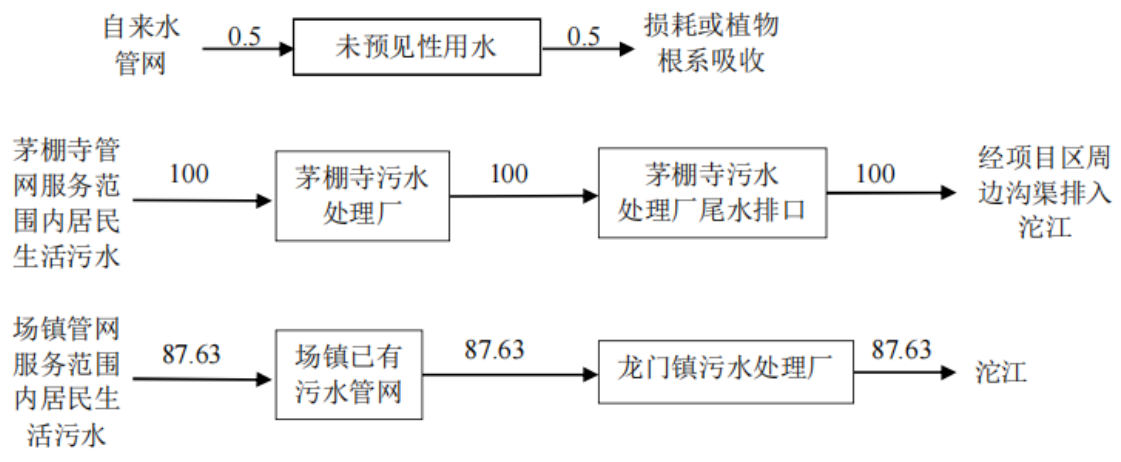 自来水
管网
0.5
未预见性用水
0.5
损耗或植物
根系吸收
茅棚寺管
网服务范
围内居民
生活污水
100
茅棚寺污水
处理厂
100
茅棚寺污水
处理厂尾水排口
100
经项目区周
边沟渠排入
沱江
场镇管网
服务范围
内居民生
活污水
87.63
场镇已有
污水管网
87.63
龙门镇污水处理厂
87.63
沱江